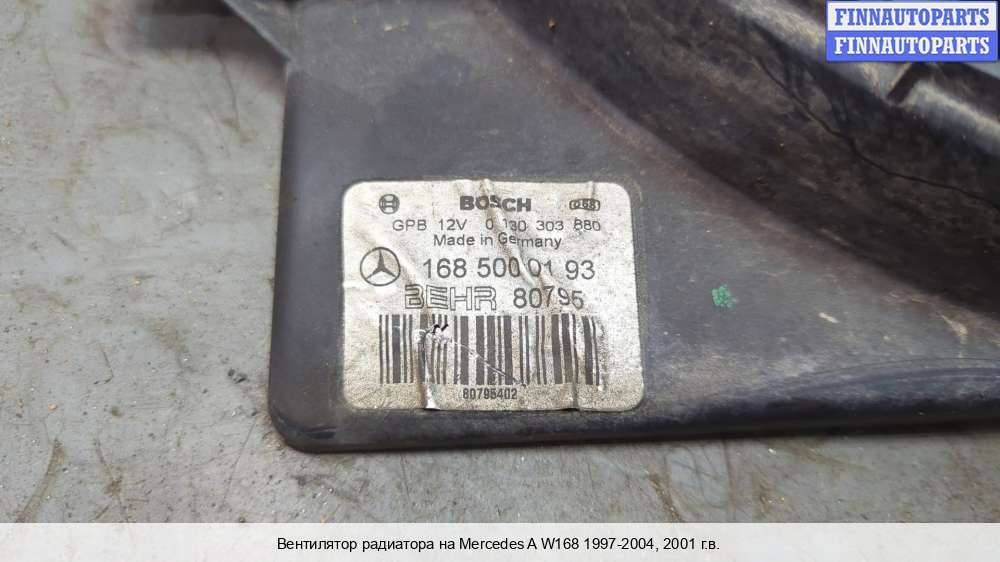 FINNAUTOPARTS
FINNAUTOPARTS
BOSCH
GPB 12V 0 130 303 880
Made in Germany
168 500 01 93
BEHR 80795
80795402
Вентилятор радиатора на Mercedes A W168 1997-2004, 2001 г.в.